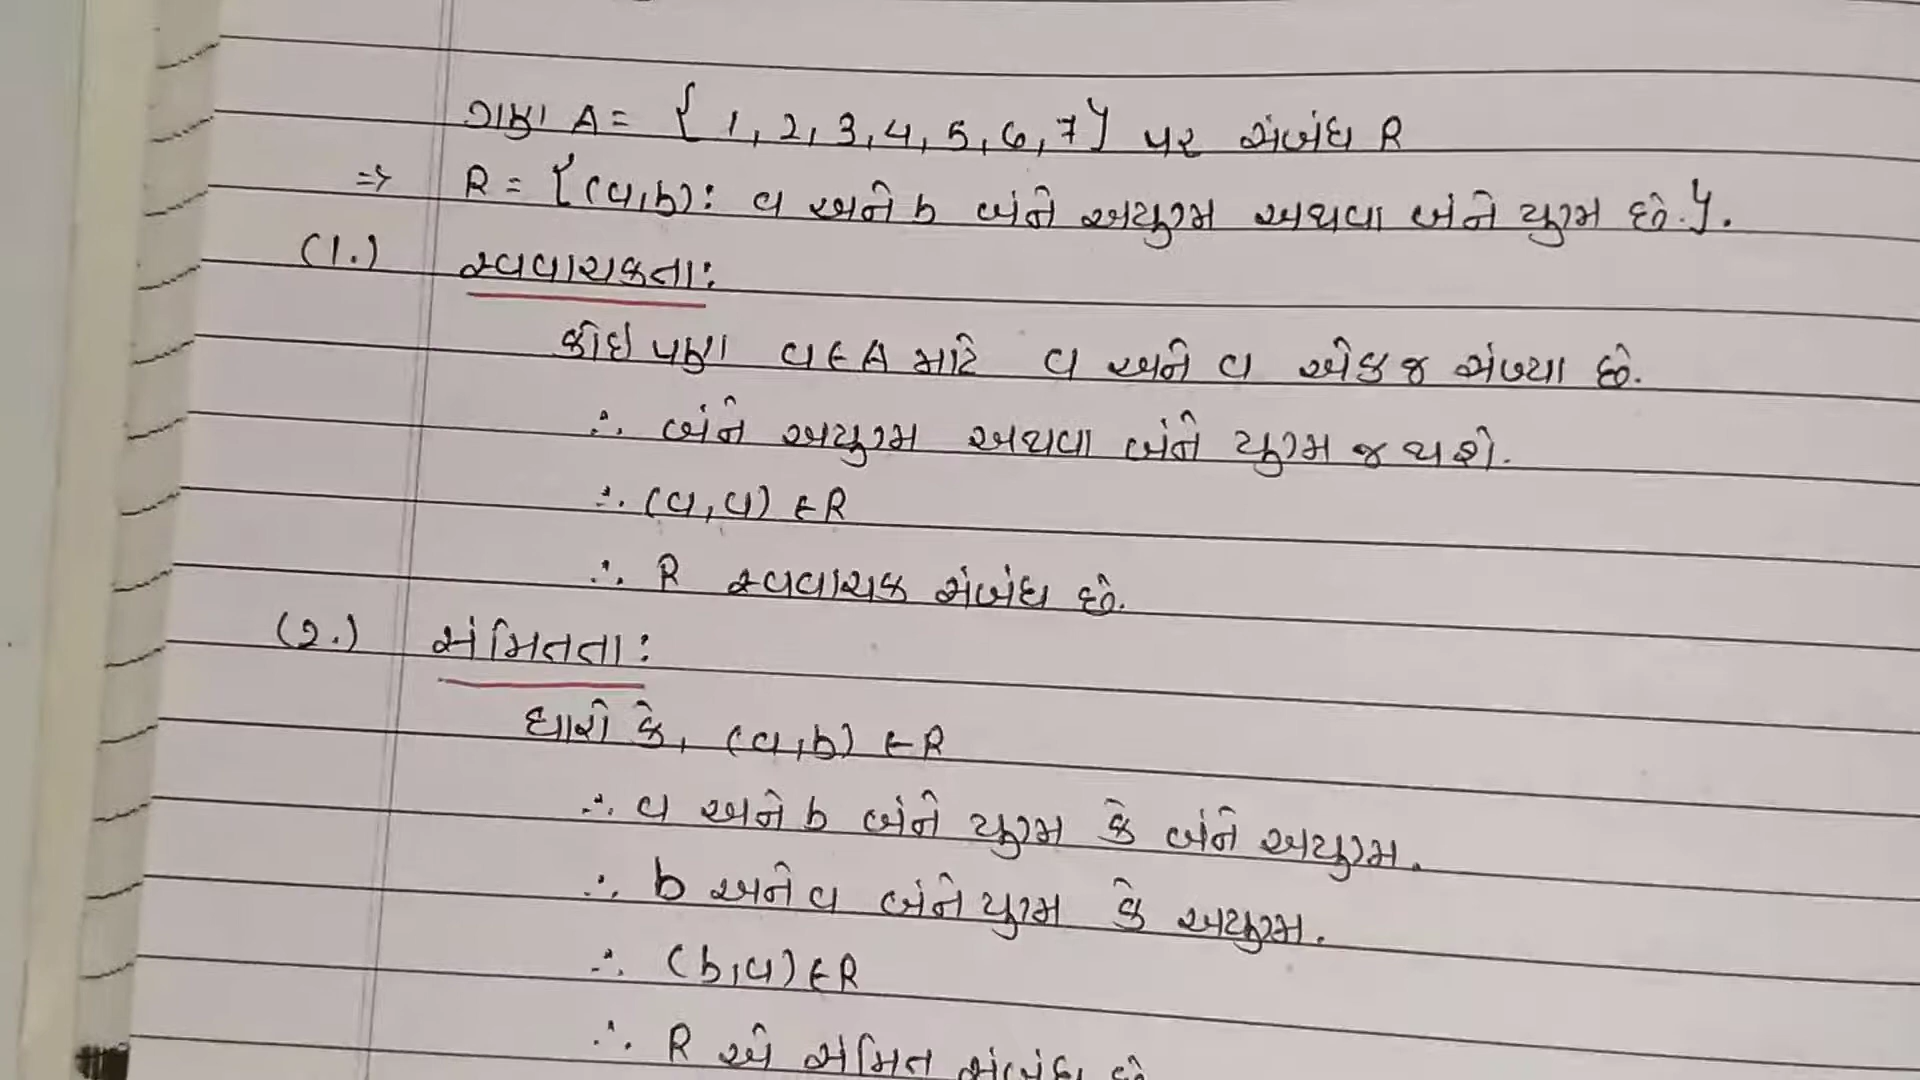 ગણ A = {1, 2, 3, 4, 5, 6, 7} પર સંબંધ R
⇒ R = {(a, b): a અને b બંને અયુગ્મ અથવા બંને યુગ્મ છે.}.
(1.) સ્વવાચકતા:
કોઈ પણ a ∈ A માટે a અને a એક જ સંખ્યા છે.
∴ બંને અયુગ્મ અથવા બંને યુગ્મ જ થશે.
∴ (a, a) ∈ R
∴ R સ્વવાચક સંબંધ છે.
(2.) સંમિતતા:
ધારો કે, (a, b) ∈ R
∴ a અને b બંને યુગ્મ કે બંને અયુગ્મ.
∴ b અને a બંને યુગ્મ કે અયુગ્મ.
∴ (b, a) ∈ R
∴ R એ સંમિત સંબંધ છે